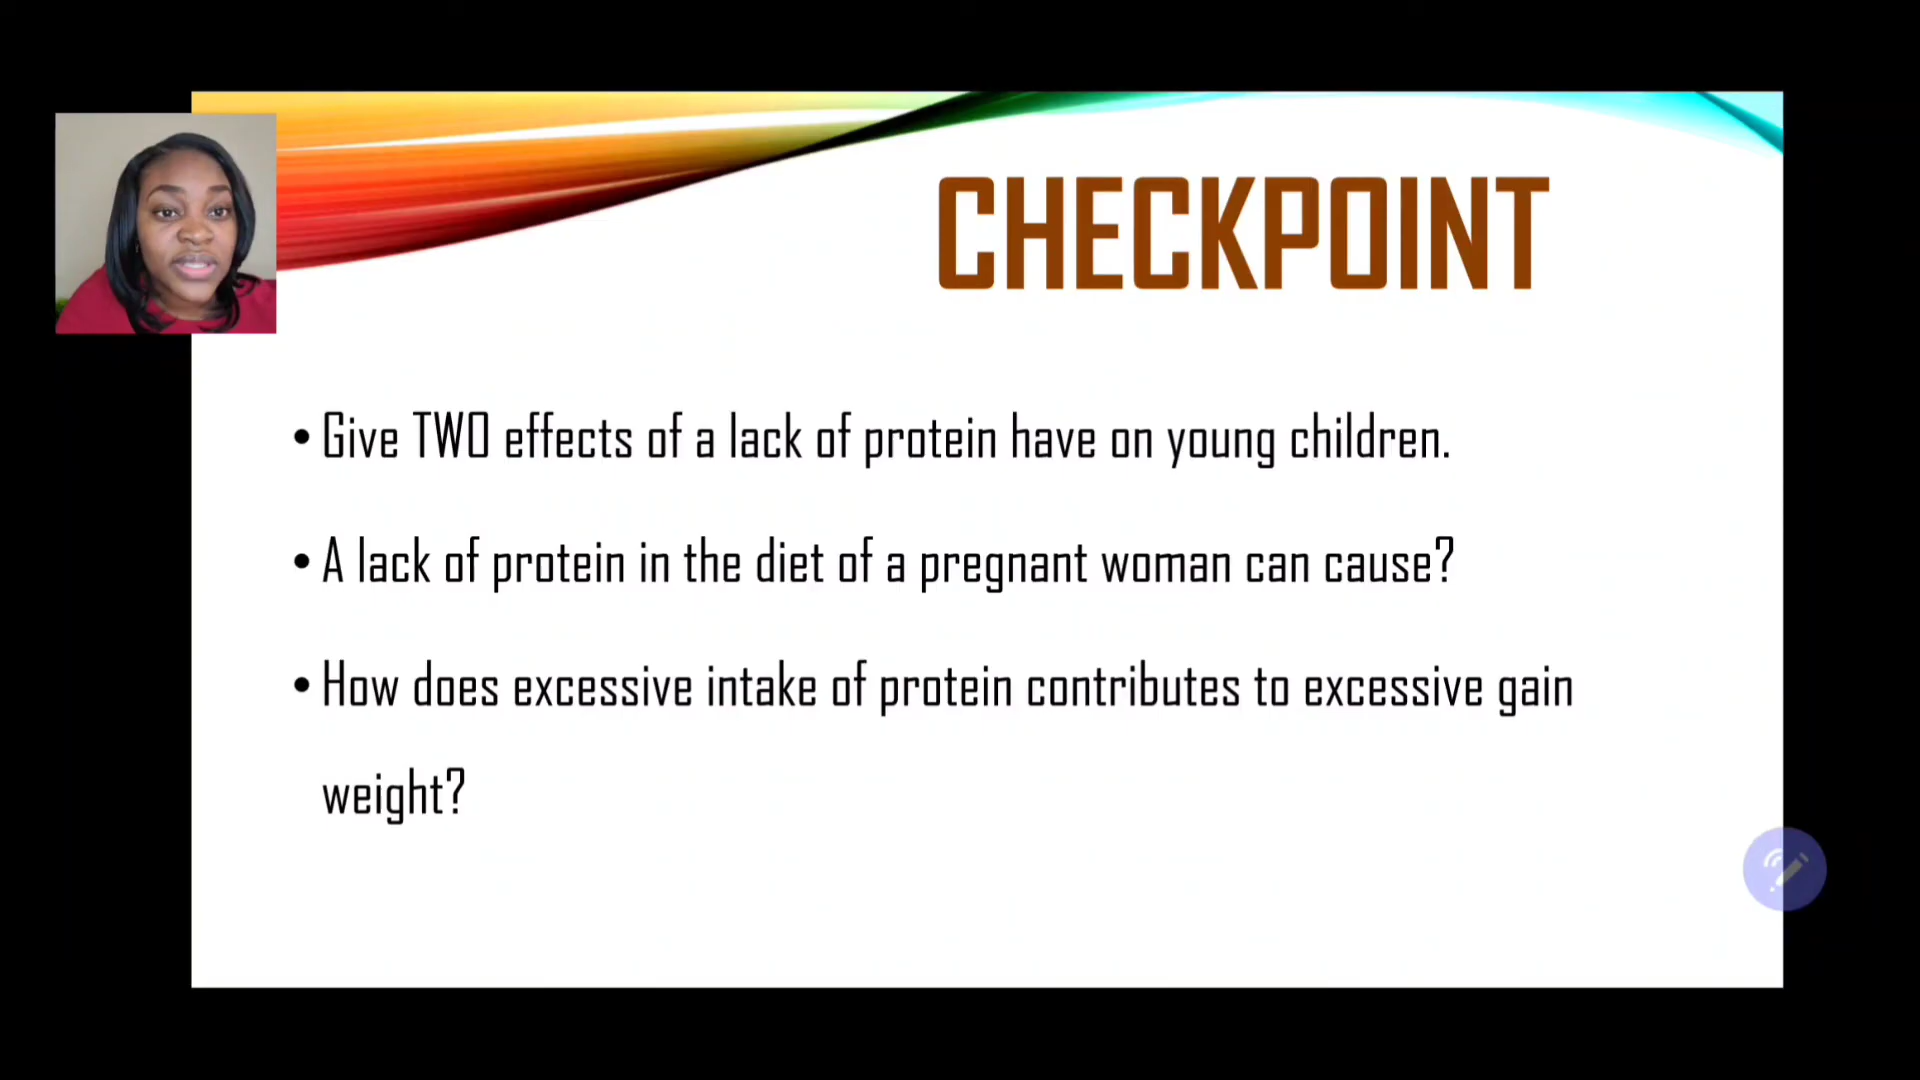 CHECKPOINT
• Give TWO effects of a lack of protein have on young children.
• A lack of protein in the diet of a pregnant woman can cause?
• How does excessive intake of protein contributes to excessive gain
weight?